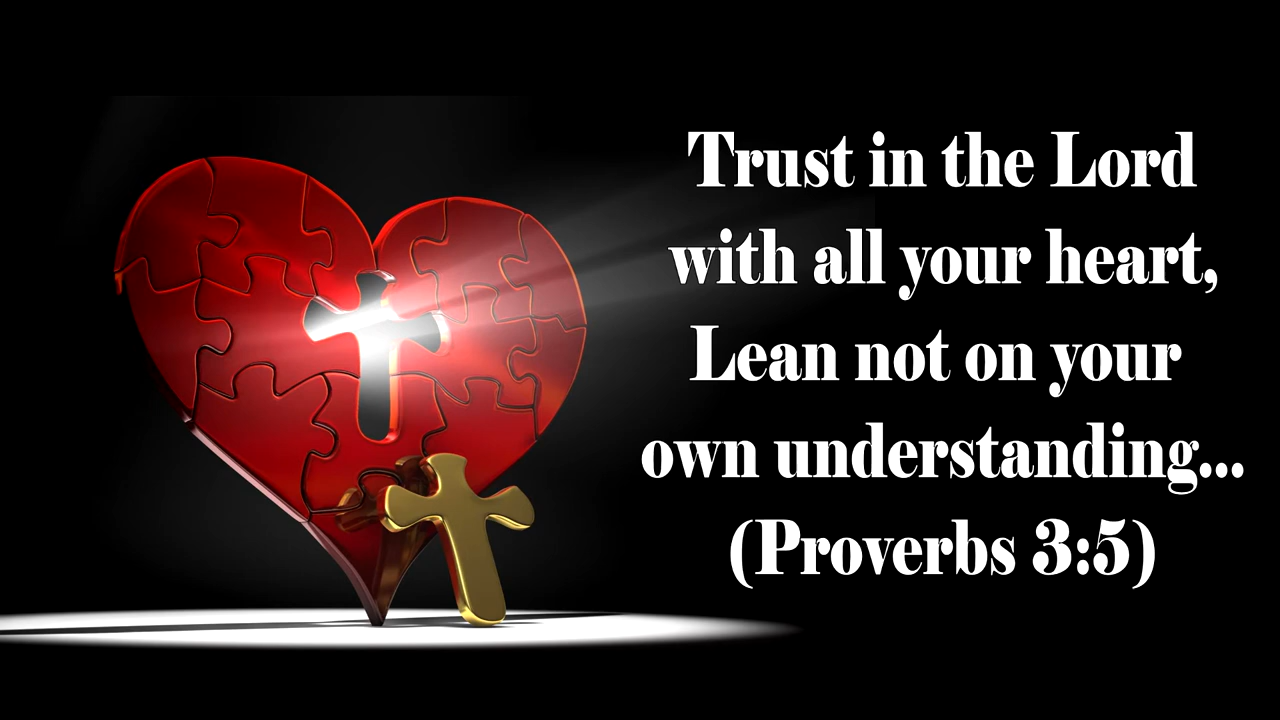 Trust in the Lord
with all your heart,
Lean not on your
own understanding...
(Proverbs 3:5)